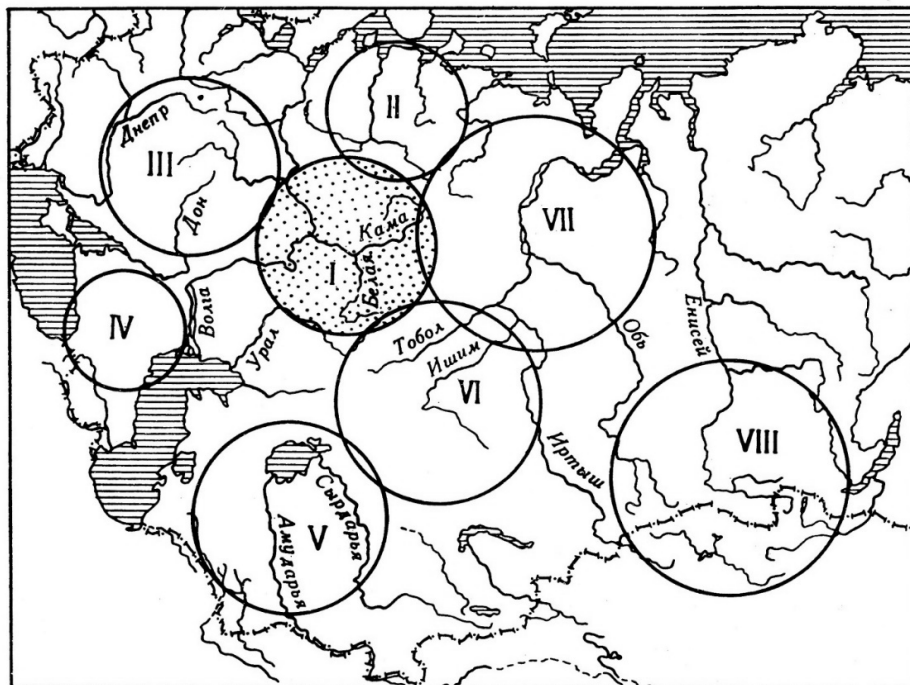 II
Днепр
III
Дон
Кама
I
Белая
VII
IV
Волга
Урал
Тобол
Ишим
VI
Обь
Енисей
VIII
Иртыш
Сырдарья
V
Амударья